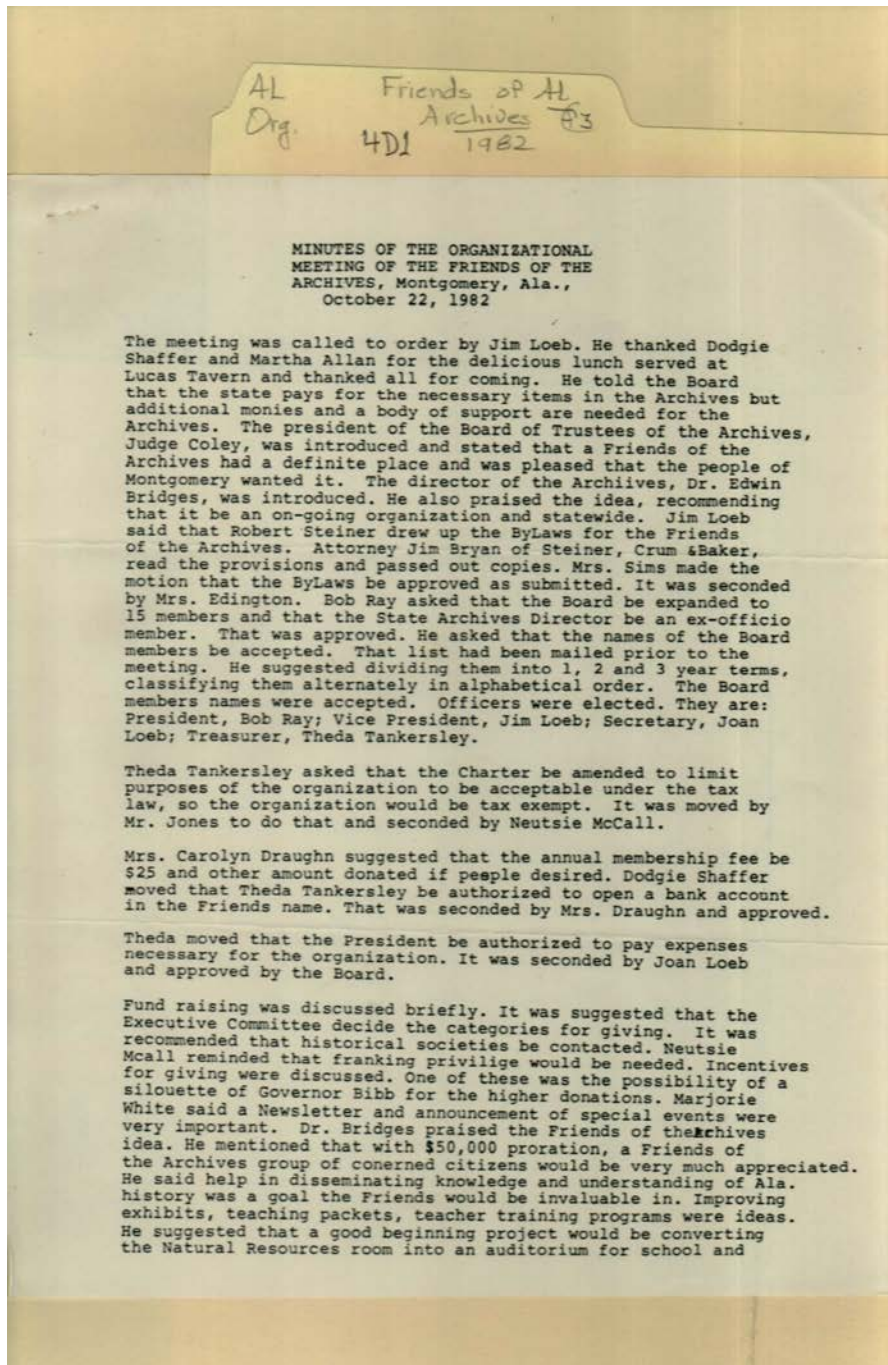 AL Friends of AL
Org. Archives
4D1 1982
MINUTES OF THE ORGANIZATIONAL
MEETING OF THE FRIENDS OF THE
ARCHIVES, Montgomery, Ala.,
October 22, 1982
The meeting was called to order by Jim Loeb. He thanked Dodgie
Shaffer and Martha Allan for the delicious lunch served at
Lucas Tavern and thanked all for coming. He told the Board
that the state pays for the necessary items in the Archives but
additional monies and a body of support are needed for the
Archives. The president of the Board of Trustees of the Archives,
Judge Coley, was introduced and stated that a Friends of the
Archives had a definite place and was pleased that the people of
Montgomery wanted it. The director of the Archiives, Dr. Edwin
Bridges, was introduced. He also praised the idea, recommending
that it be an on-going organization and statewide. Jim Loeb
said that Robert Steiner drew up the ByLaws for the Friends
of the Archives. Attorney Jim Bryan of Steiner, Crum &Baker,
read the provisions and passed out copies. Mrs. Sims made the
motion that the ByLaws be approved as submitted. It was seconded
by Mrs. Edington. Bob Ray asked that the Board be expanded to
15 members and that the State Archives Director be an ex-officio
member. That was approved. He asked that the names of the Board
members be accepted. That list had been mailed prior to the
meeting. He suggested dividing them into 1, 2 and 3 year terms,
classifying them alternately in alphabetical order. The Board
members names were accepted. Officers were elected. They are:
President, Bob Ray; Vice President, Jim Loeb; Secretary, Joan
Loeb; Treasurer, Theda Tankersley.
Theda Tankersley asked that the Charter be amended to limit
purposes of the organization to be acceptable under the tax
law, so the organization would be tax exempt. It was moved by
Mr. Jones to do that and seconded by Neutsie McCall.
Mrs. Carolyn Draughn suggested that the annual membership fee be
$25 and other amount donated if people desired. Dodgie Shaffer
moved that Theda Tankersley be authorized to open a bank account
in the Friends name. That was seconded by Mrs. Draughn and approved.
Theda moved that the President be authorized to pay expenses
necessary for the organization. It was seconded by Joan Loeb
and approved by the Board.
Fund raising was discussed briefly. It was suggested that the
Executive Committee decide the categories for giving. It was
recommended that historical societies be contacted. Neutsie
Mcall reminded that franking privilige would be needed. Incentives
for giving were discussed. One of these was the possibility of a
silouette of Governor Bibb for the higher donations. Marjorie
White said a Newsletter and announcement of special events were
very important. Dr. Bridges praised the Friends of theArchives
idea. He mentioned that with $50,000 proration, a Friends of
the Archives group of conerned citizens would be very much appreciated.
He said help in disseminating knowledge and understanding of Ala.
history was a goal the Friends would be invaluable in. Improving
exhibits, teaching packets, teacher training programs were ideas.
He suggested that a good beginning project would be converting
the Natural Resources room into an auditorium for school and